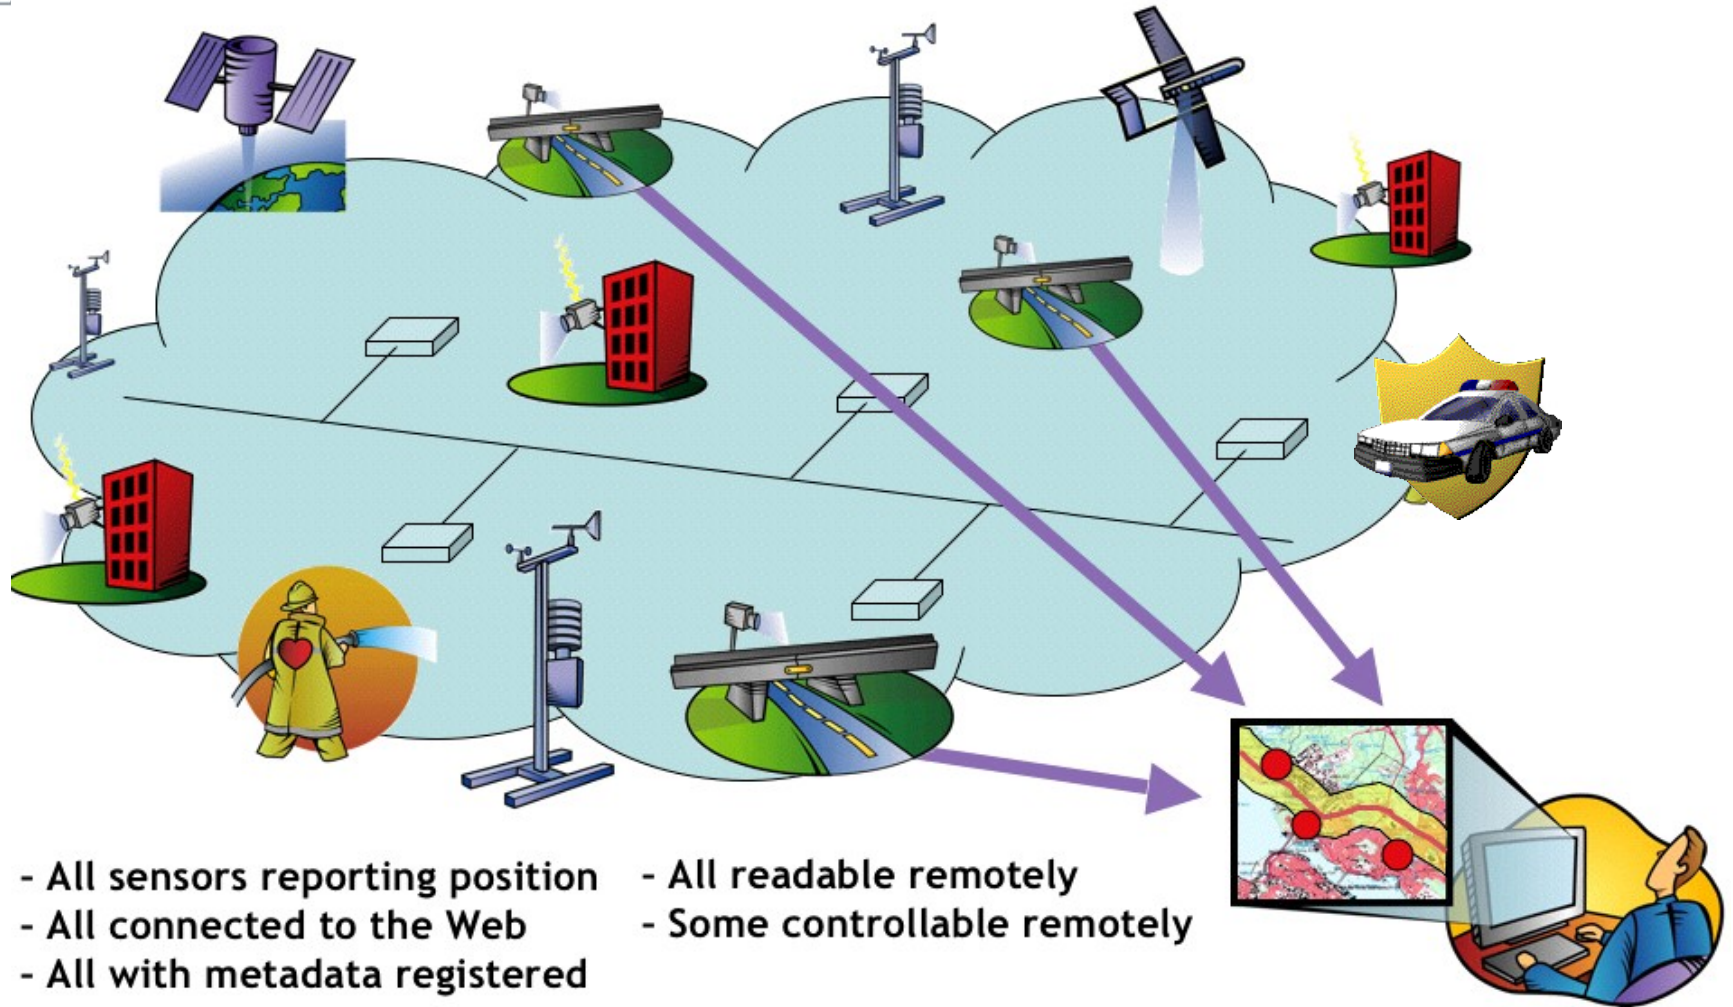 - All sensors reporting position
- All connected to the Web
- All with metadata registered
- All readable remotely
- Some controllable remotely